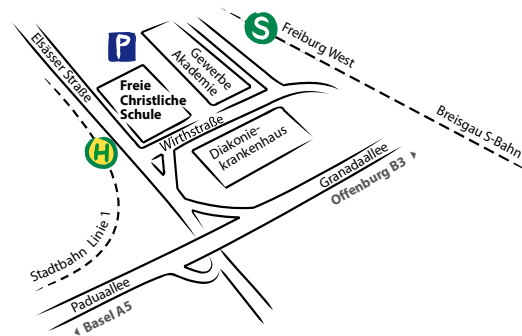 S
Freiburg West
Breisgau S-Bahn
Elsässer Straße
P
Gewerbe
Akademie
Freie
Christliche
Schule
Wirthstraße
Diakonie-
krankenhaus
H
Granadaallee
Offenburg B3
Stadtbahn Linie 1
Paduaallee
Basel A5